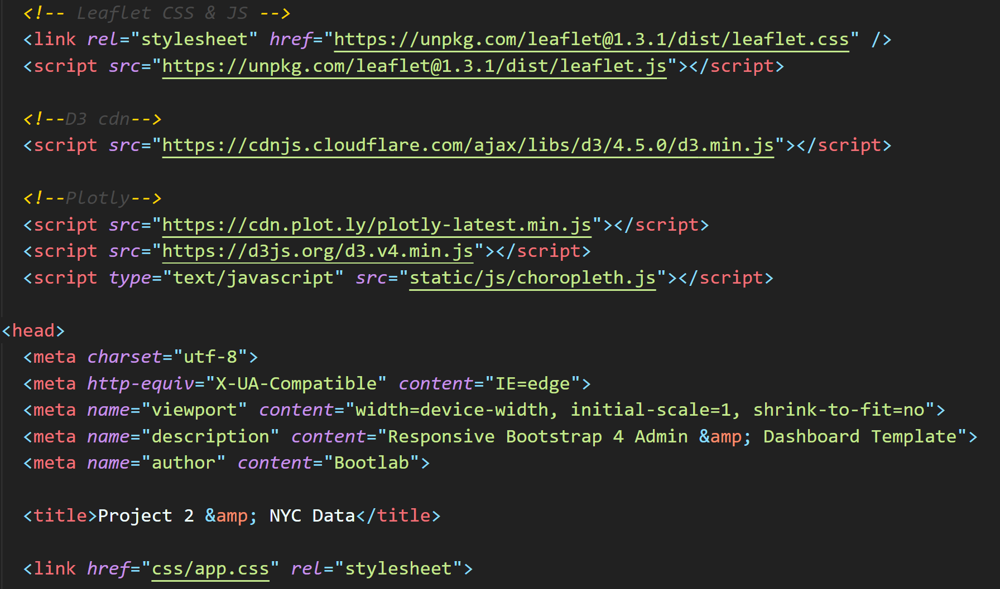 <!-- Leaflet CSS & JS -->
<link rel="stylesheet" href="https://unpkg.com/leaflet@1.3.1/dist/leaflet.css" />
<script src="https://unpkg.com/leaflet@1.3.1/dist/leaflet.js"></script>
<!--D3 cdn-->
<script src="https://cdnjs.cloudflare.com/ajax/libs/d3/4.5.0/d3.min.js"></script>
<!--Plotly-->
<script src="https://cdn.plot.ly/plotly-latest.min.js"></script>
<script src="https://d3js.org/d3.v4.min.js"></script>
<script type="text/javascript" src="static/js/choropleth.js"></script>
<head>
<meta charset="utf-8">
<meta http-equiv="X-UA-Compatible" content="IE=edge">
<meta name="viewport" content="width=device-width, initial-scale=1, shrink-to-fit=no">
<meta name="description" content="Responsive Bootstrap 4 Admin &amp; Dashboard Template">
<meta name="author" content="Bootlab">
<title>Project 2 &amp; NYC Data</title>
<link href="css/app.css" rel="stylesheet">